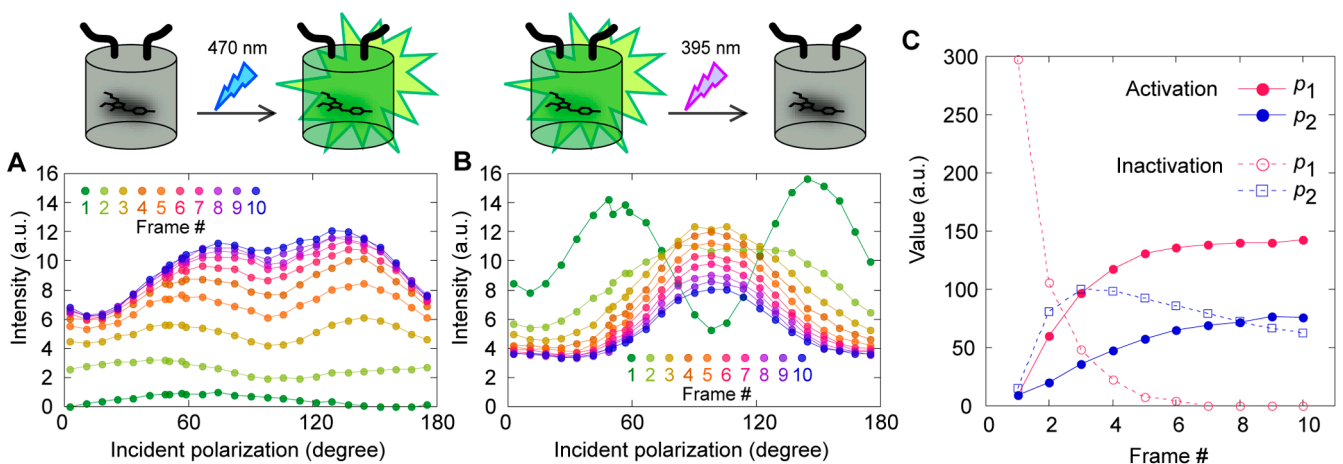 470 nm
395 nm
A
16
14
12
10
8
6
4
2
0
Intensity (a.u.)
1 2 3 4 5 6 7 8 9 10
Frame #
0 60 120 180
Incident polarization (degree)
B
16
14
12
10
8
6
4
2
0
Intensity (a.u.)
1 2 3 4 5 6 7 8 9 10
Frame #
0 60 120 180
Incident polarization (degree)
C
300
250
200
150
100
50
0
Value (a.u.)
Activation p1
p2
Inactivation p1
p2
0 2 4 6 8 10
Frame #